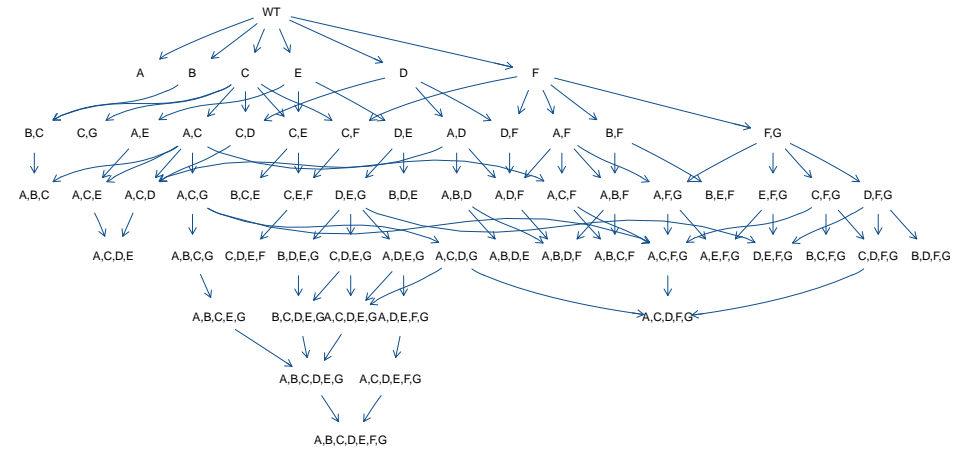 WT
A B C E D F
B,C C,G A,E A,C C,D C,E C,F D,E A,D D,F A,F B,F F,G
A,B,C A,C,E A,C,D A,C,G B,C,E C,E,F D,E,G B,D,E A,B,D A,D,F A,C,F A,B,F A,F,G B,E,F E,F,G C,F,G D,F,G
A,C,D,E A,B,C,G C,D,E,F B,D,E,G C,D,E,G A,D,E,G A,C,D,G A,B,D,E A,B,D,F A,B,C,F A,C,F,G A,E,F,G D,E,F,G B,C,F,G C,D,F,G B,D,F,G
A,B,C,E,G B,C,D,E,G A,C,D,E,G A,D,E,F,G A,C,D,F,G
A,B,C,D,E,G A,C,D,E,F,G
A,B,C,D,E,F,G